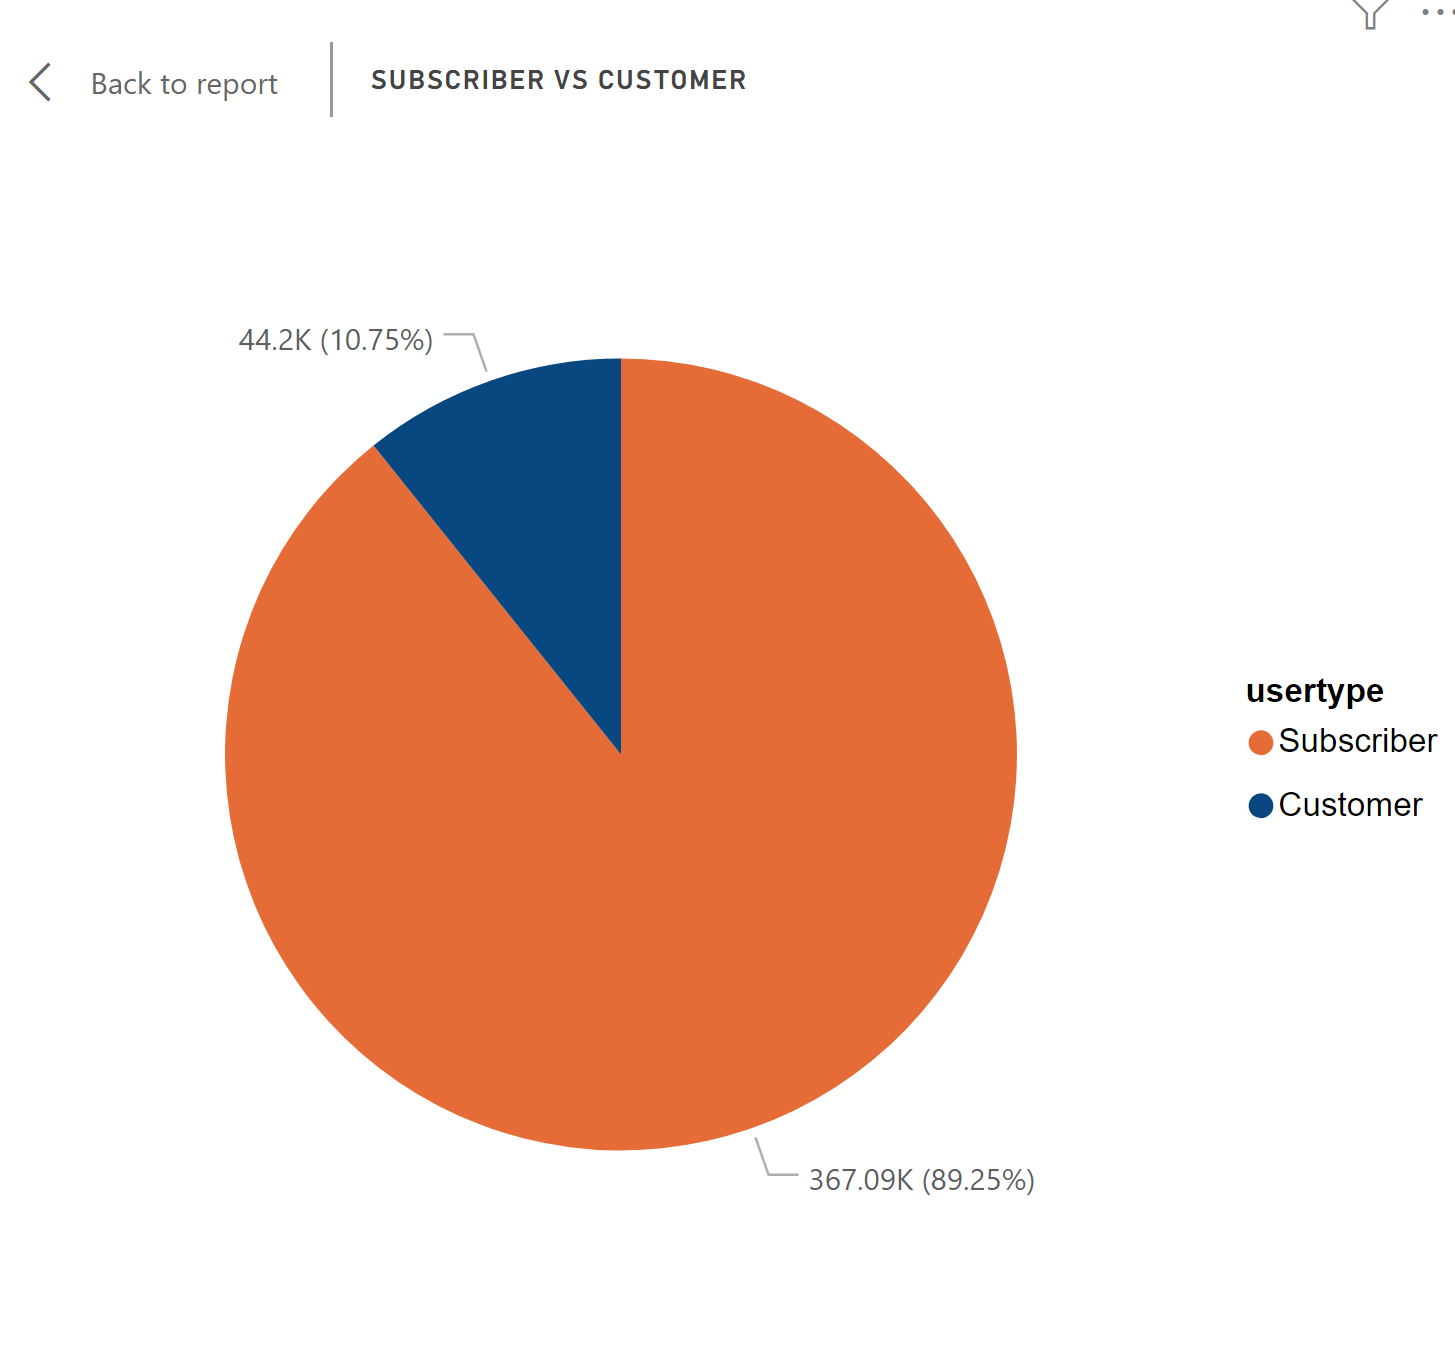 Back to report
SUBSCRIBER VS CUSTOMER
44.2K (10.75%)
usertype
Subscriber
Customer
367.09K (89.25%)